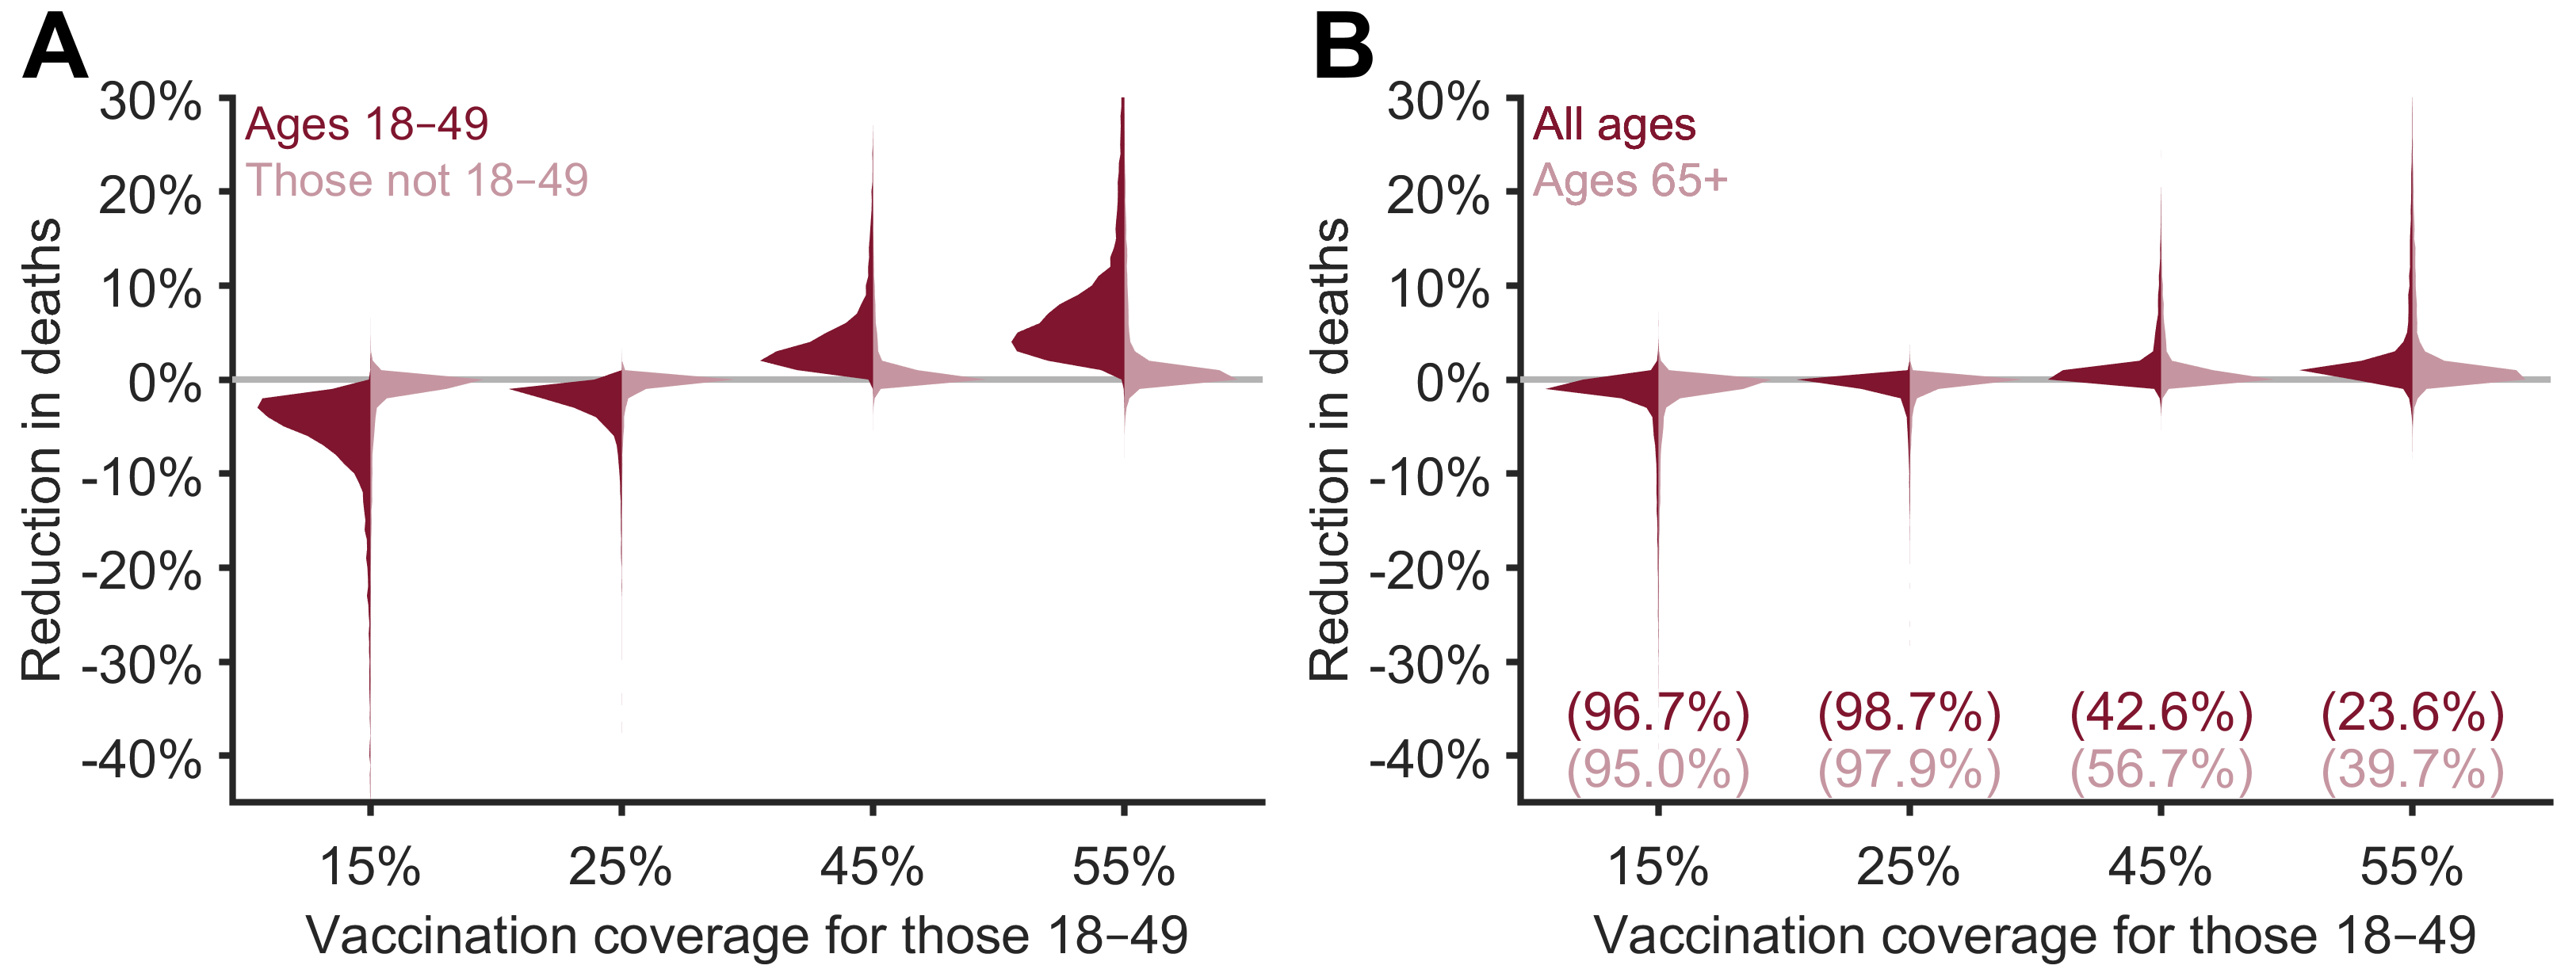 A
30%
20%
10%
0%
-10%
-20%
-30%
-40%
Reduction in deaths
Ages 18–49
Those not 18–49
15% 25% 45% 55%
Vaccination coverage for those 18–49
B
30%
20%
10%
0%
-10%
-20%
-30%
-40%
Reduction in deaths
All ages
Ages 65+
(96.7%) (98.7%) (42.6%) (23.6%)
(95.0%) (97.9%) (56.7%) (39.7%)
15% 25% 45% 55%
Vaccination coverage for those 18–49